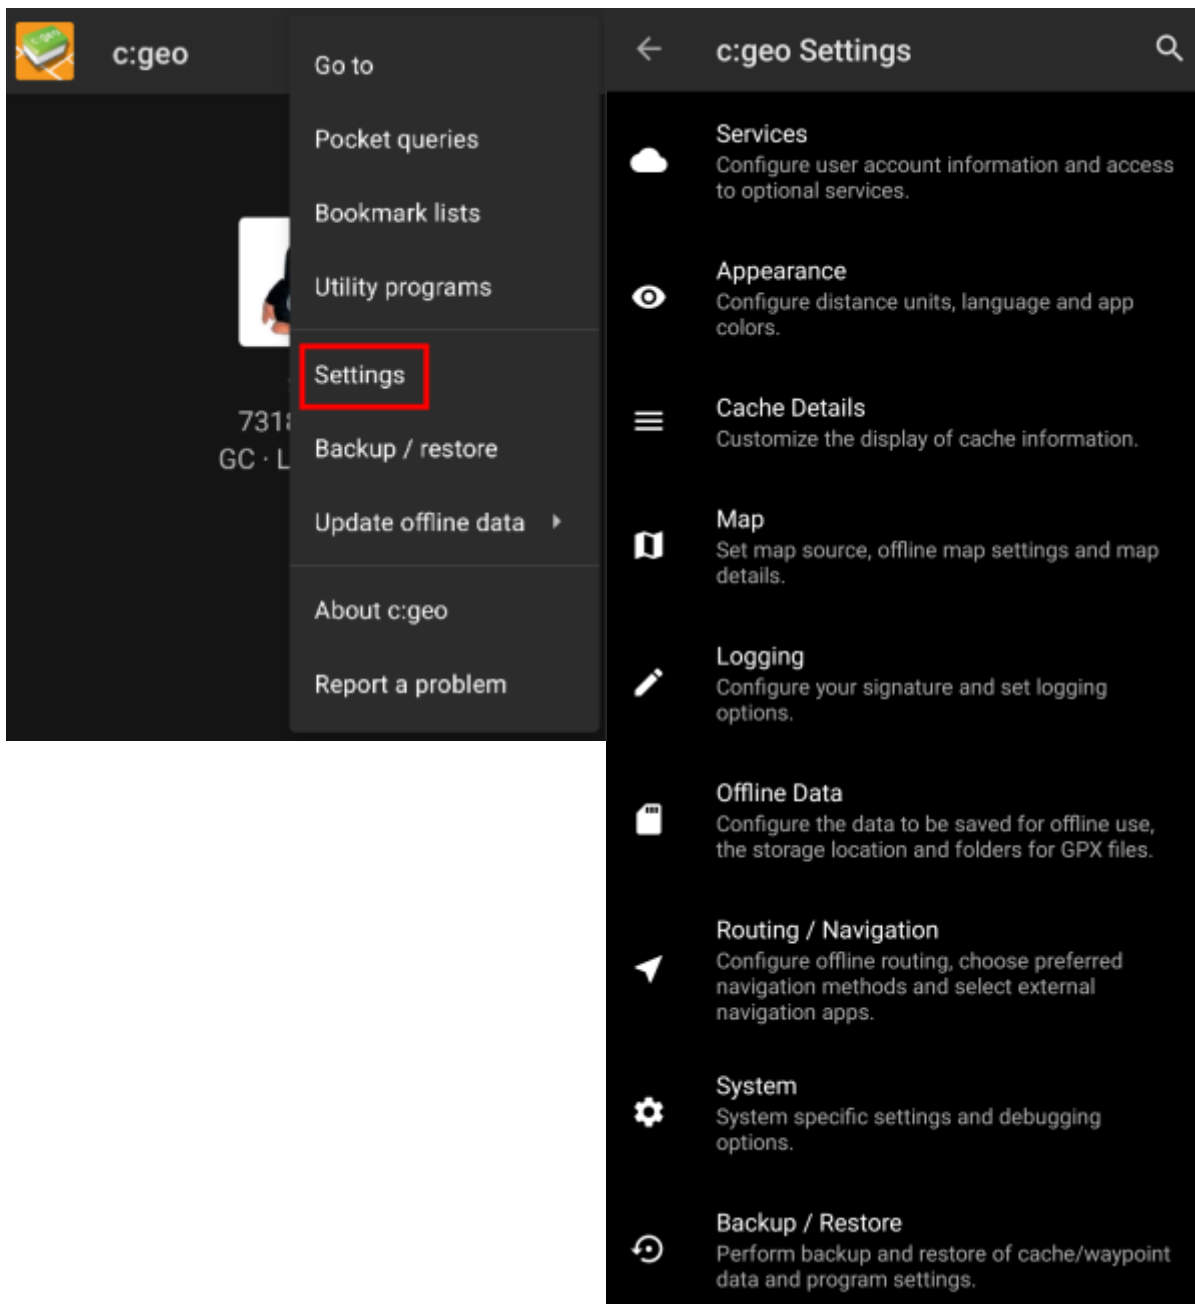 c:geo
Go to
Pocket queries
Bookmark lists
Utility programs
Settings
7318
GC · L
Backup / restore
Update offline data
About c:geo
Report a problem
c:geo Settings
Services
Configure user account information and access
to optional services.
Appearance
Configure distance units, language and app
colors.
Cache Details
Customize the display of cache information.
Map
Set map source, offline map settings and map
details.
Logging
Configure your signature and set logging
options.
Offline Data
Configure the data to be saved for offline use,
the storage location and folders for GPX files.
Routing / Navigation
Configure offline routing, choose preferred
navigation methods and select external
navigation apps.
System
System specific settings and debugging
options.
Backup / Restore
Perform backup and restore of cache/waypoint
data and program settings.